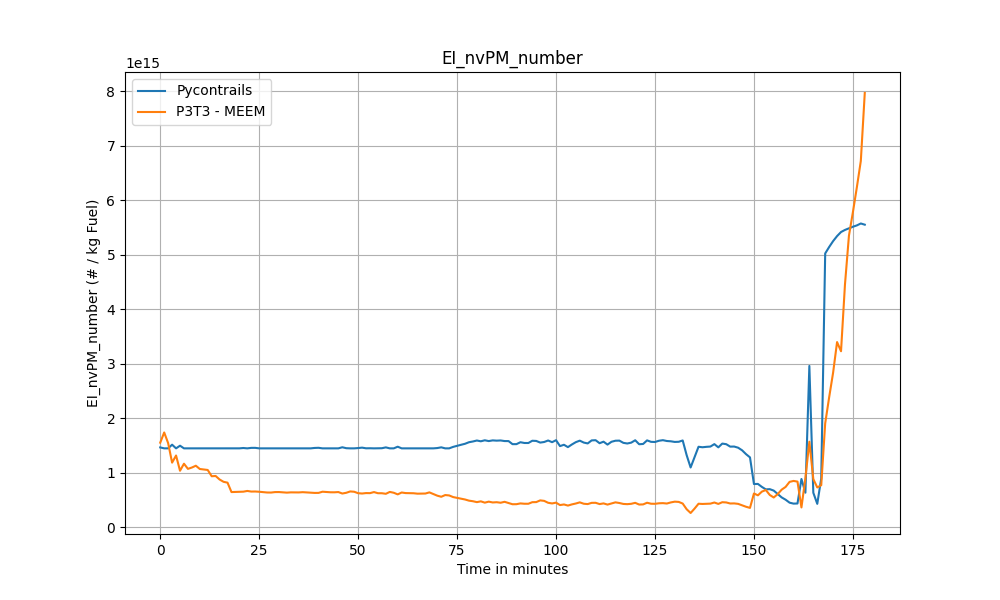 EI_nvPM_number
1e15
Pycontrails
P3T3 - MEEM
8
7
6
5
4
3
2
1
0
EI_nvPM_number (# / kg Fuel)
0 25 50 75 100 125 150 175
Time in minutes